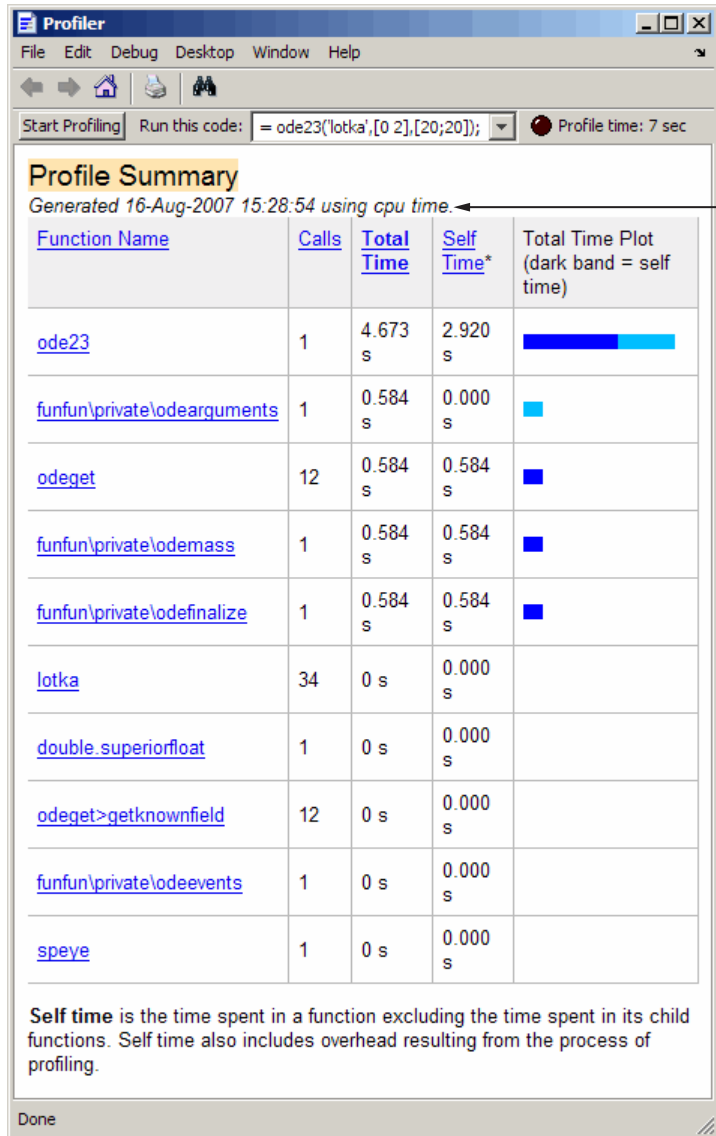 Profiler
File Edit Debug Desktop Window Help
Start Profiling Run this code: = ode23('lotka',[0 2],[20;20]); Profile time: 7 sec
Profile Summary
Generated 16-Aug-2007 15:28:54 using cpu time.
Function Name Calls Total Time Self Time* Total Time Plot (dark band = self time)
ode23 1 4.673 s 2.920 s
funfun\private\odearguments 1 0.584 s 0.000 s
odeget 12 0.584 s 0.584 s
funfun\private\odemass 1 0.584 s 0.584 s
funfun\private\odefinalize 1 0.584 s 0.584 s
lotka 34 0 s 0.000 s
double.superiorfloat 1 0 s 0.000 s
odeget>getknownfield 12 0 s 0.000 s
funfun\private\odeevents 1 0 s 0.000 s
speye 1 0 s 0.000 s
Self time is the time spent in a function excluding the time spent in its child
functions. Self time also includes overhead resulting from the process of
profiling.
Done